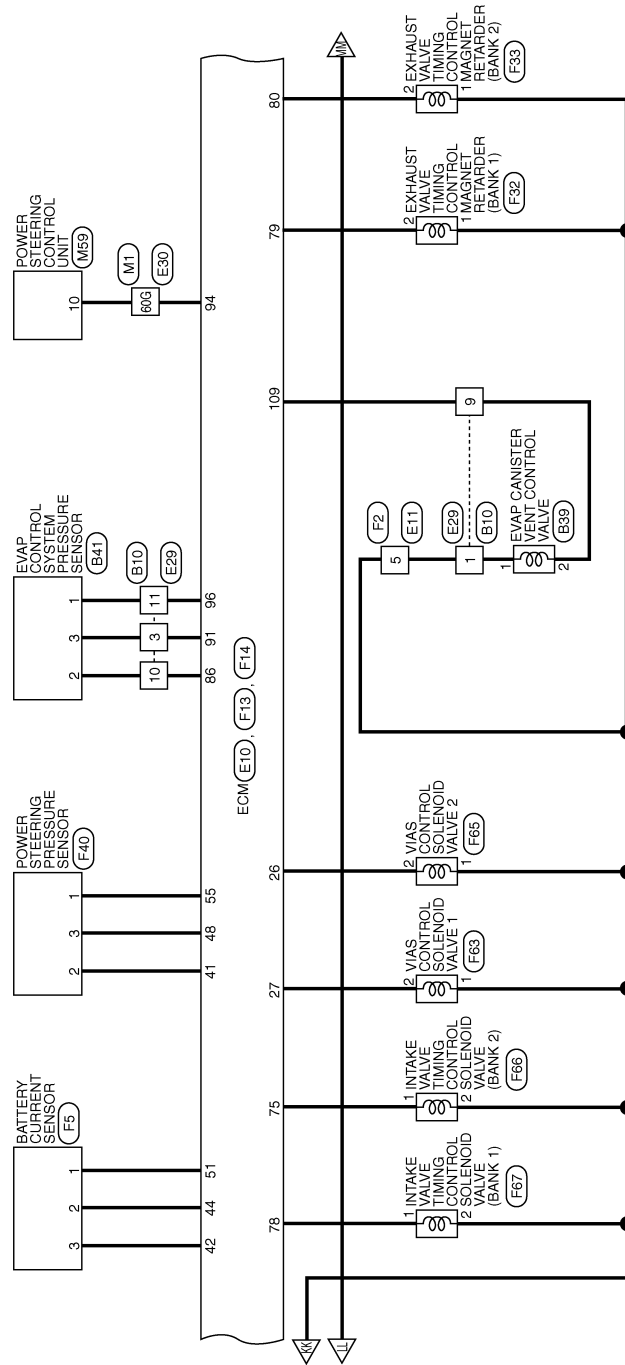 BATTERY
CURRENT
SENSOR
F5
3 2 1
42 44 51
POWER
STEERING
PRESSURE
SENSOR
F40
2 3 1
41 48 55
EVAP
CONTROL
SYSTEM
PRESSURE
SENSOR
B41
2 3 1
10 3 11
B10
E29
86 91 96
POWER
STEERING
CONTROL
UNIT
M59
10
60G
M1
E30
94
ECM E10 , F13 , F14
78 75 27 26 109 79 80
KK
LL
MM
1 INTAKE
VALVE
TIMING
CONTROL
2 SOLENOID
VALVE
(BANK 1)
F67
1 INTAKE
VALVE
TIMING
CONTROL
2 SOLENOID
VALVE
(BANK 2)
F66
2 VIAS
CONTROL
SOLENOID
1 VALVE 1
F63
2 VIAS
CONTROL
SOLENOID
1 VALVE 2
F65
5
F2
E11
1
E29
B10
9
1
2
EVAP CANISTER
VENT CONTROL
VALVE
B39
2 EXHAUST
VALVE
TIMING
CONTROL
1 MAGNET
RETARDER
(BANK 1)
F32
2 EXHAUST
VALVE
TIMING
CONTROL
1 MAGNET
RETARDER
(BANK 2)
F33